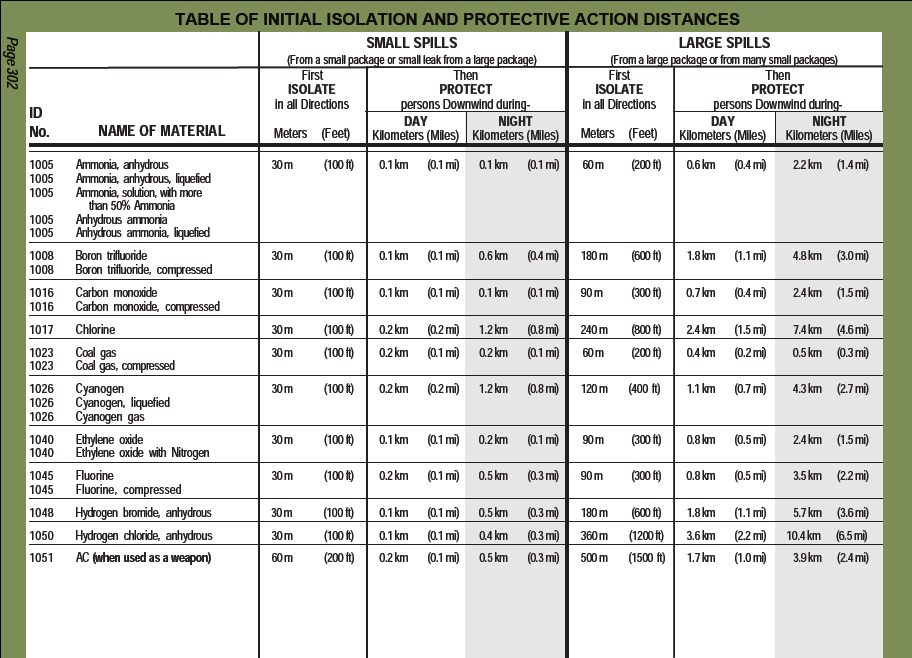 TABLE OF INITIAL ISOLATION AND PROTECTIVE ACTION DISTANCES
Page 302
SMALL SPILLS LARGE SPILLS
(From a small package or small leak from a large package) (From a large package or from many small packages)
First Then First Then
ISOLATE PROTECT ISOLATE PROTECT
in all Directions persons Downwind during- in all Directions persons Downwind during-
ID
DAY NIGHT DAY NIGHT
No. NAME OF MATERIAL Meters (Feet) Kilometers (Miles) Kilometers (Miles) Meters (Feet) Kilometers (Miles) Kilometers (Miles)
1005 Ammonia, anhydrous 30 m (100 ft) 0.1 km (0.1 mi) 0.1 km (0.1 mi) 60 m (200 ft) 0.6 km (0.4 mi) 2.2 km (1.4 mi)
1005 Ammonia, anhydrous, liquefied
1005 Ammonia, solution, with more
than 50% Ammonia
1005 Anhydrous ammonia
1005 Anhydrous ammonia, liquefied
1008 Boron trifluoride 30 m (100 ft) 0.1 km (0.1 mi) 0.6 km (0.4 mi) 180 m (600 ft) 1.8 km (1.1 mi) 4.8 km (3.0 mi)
1008 Boron trifluoride, compressed
1016 Carbon monoxide 30 m (100 ft) 0.1 km (0.1 mi) 0.1 km (0.1 mi) 90 m (300 ft) 0.7 km (0.4 mi) 2.4 km (1.5 mi)
1016 Carbon monoxide, compressed
1017 Chlorine 30 m (100 ft) 0.2 km (0.2 mi) 1.2 km (0.8 mi) 240 m (800 ft) 2.4 km (1.5 mi) 7.4 km (4.6 mi)
1023 Coal gas 30 m (100 ft) 0.2 km (0.1 mi) 0.2 km (0.1 mi) 60 m (200 ft) 0.4 km (0.2 mi) 0.5 km (0.3 mi)
1023 Coal gas, compressed
1026 Cyanogen 30 m (100 ft) 0.2 km (0.2 mi) 1.2 km (0.8 mi) 120 m (400 ft) 1.1 km (0.7 mi) 4.3 km (2.7 mi)
1026 Cyanogen, liquefied
1026 Cyanogen gas
1040 Ethylene oxide 30 m (100 ft) 0.1 km (0.1 mi) 0.2 km (0.1 mi) 90 m (300 ft) 0.8 km (0.5 mi) 2.4 km (1.5 mi)
1040 Ethylene oxide with Nitrogen
1045 Fluorine 30 m (100 ft) 0.2 km (0.1 mi) 0.5 km (0.3 mi) 90 m (300 ft) 0.8 km (0.5 mi) 3.5 km (2.2 mi)
1045 Fluorine, compressed
1048 Hydrogen bromide, anhydrous 30 m (100 ft) 0.1 km (0.1 mi) 0.5 km (0.3 mi) 180 m (600 ft) 1.8 km (1.1 mi) 5.7 km (3.6 mi)
1050 Hydrogen chloride, anhydrous 30 m (100 ft) 0.1 km (0.1 mi) 0.4 km (0.3 mi) 360 m (1200 ft) 3.6 km (2.2 mi) 10.4 km (6.5 mi)
1051 AC (when used as a weapon) 60 m (200 ft) 0.2 km (0.1 mi) 0.5 km (0.3 mi) 500 m (1500 ft) 1.7 km (1.0 mi) 3.9 km (2.4 mi)